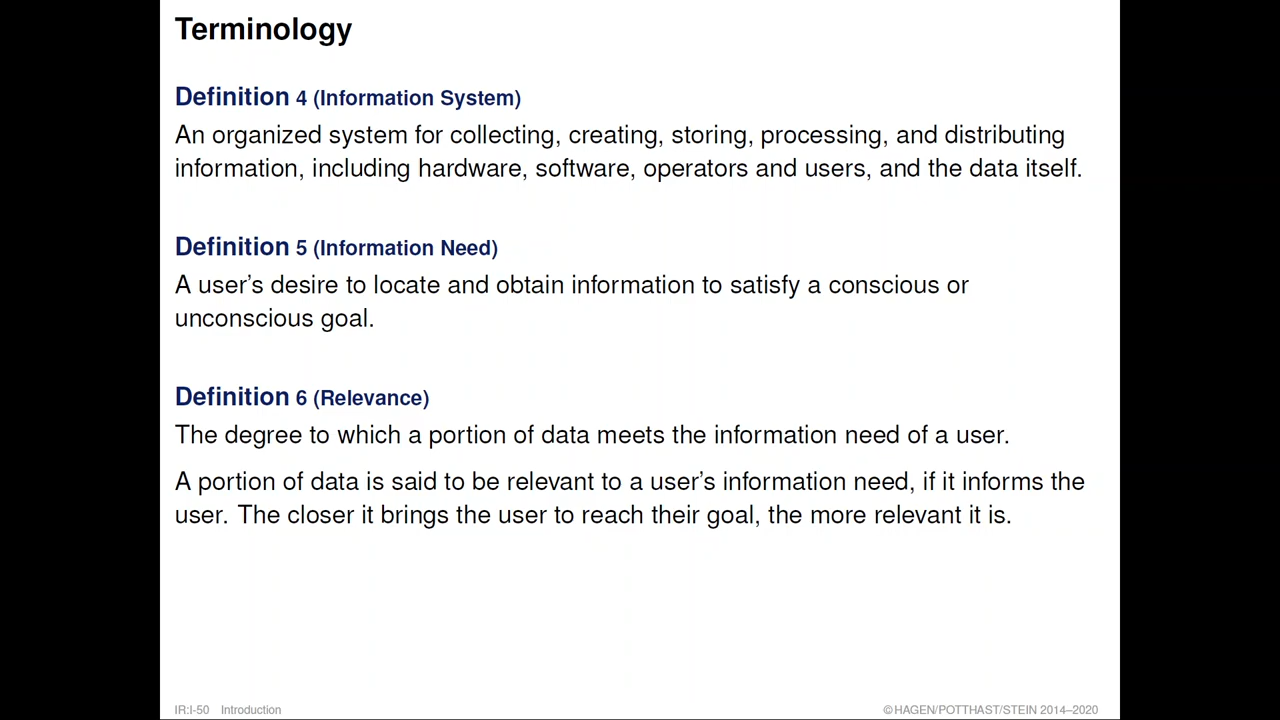 Terminology
Definition 4 (Information System)
An organized system for collecting, creating, storing, processing, and distributing
information, including hardware, software, operators and users, and the data itself.
Definition 5 (Information Need)
A user’s desire to locate and obtain information to satisfy a conscious or
unconscious goal.
Definition 6 (Relevance)
The degree to which a portion of data meets the information need of a user.
A portion of data is said to be relevant to a user’s information need, if it informs the
user. The closer it brings the user to reach their goal, the more relevant it is.
IR:I-50 Introduction
©HAGEN/POTTHAST/STEIN 2014–2020